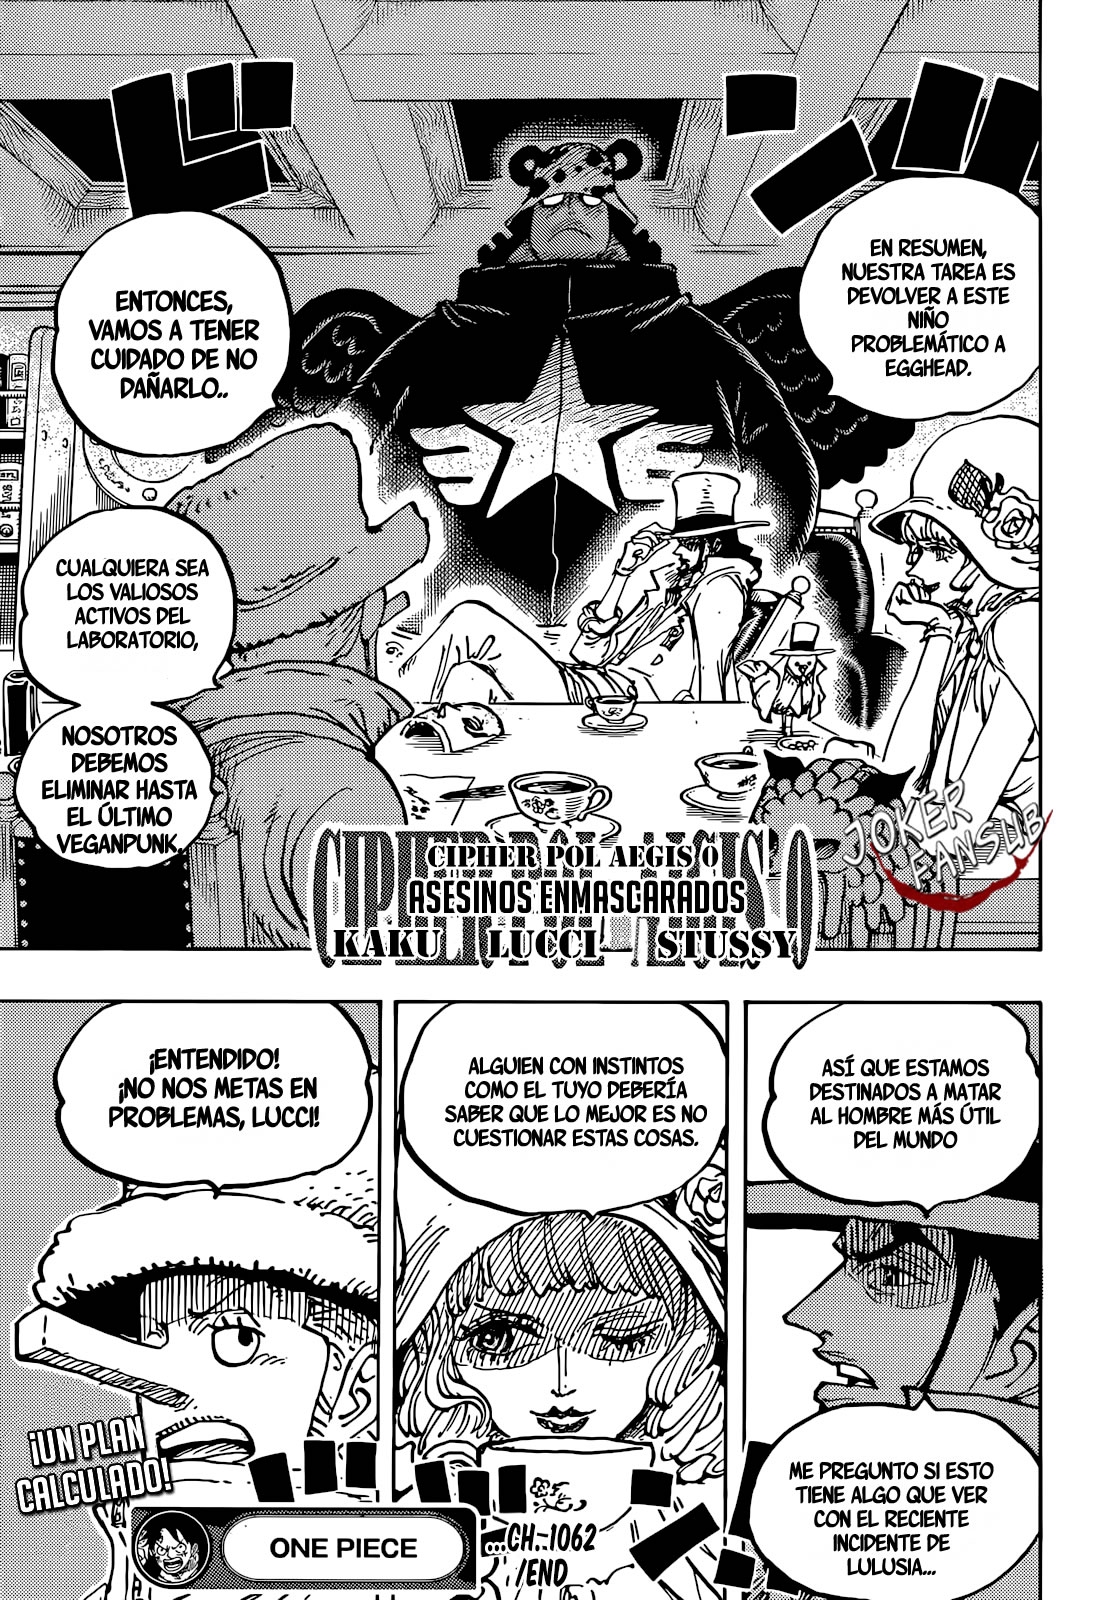 ドン
EN RESUMEN,
NUESTRA TAREA ES
DEVOLVER A ESTE
NIÑO
PROBLEMÁTICO A
EGGHEAD.
ENTONCES,
VAMOS A TENER
CUIDADO DE NO
DAÑARLO..
CUALQUIERA SEA
LOS VALIOSOS
ACTIVOS DEL
LABORATORIO,
NOSOTROS
DEBEMOS
ELIMINAR HASTA
EL ÚLTIMO
VEGANPUNK.
JOKER
FANSUB
CIPHER POL AEGIS 0
ASESINOS ENMASCARADOS
KAKU LUCCI STUSSY
ASÍ QUE ESTAMOS
DESTINADOS A MATAR
AL HOMBRE MÁS ÚTIL
DEL MUNDO
ME PREGUNTO SI ESTO
TIENE ALGO QUE VER
CON EL RECIENTE
INCIDENTE DE
LULUSIA...
ALGUIEN CON INSTINTOS
COMO EL TUYO DEBERÍA
SABER QUE LO MEJOR ES NO
CUESTIONAR ESTAS COSAS.
¡ENTENDIDO!
¡NO NOS METAS EN
PROBLEMAS, LUCCI!
¡UN PLAN
CALCULADO!
ONE PIECE
...CH..1062
/END